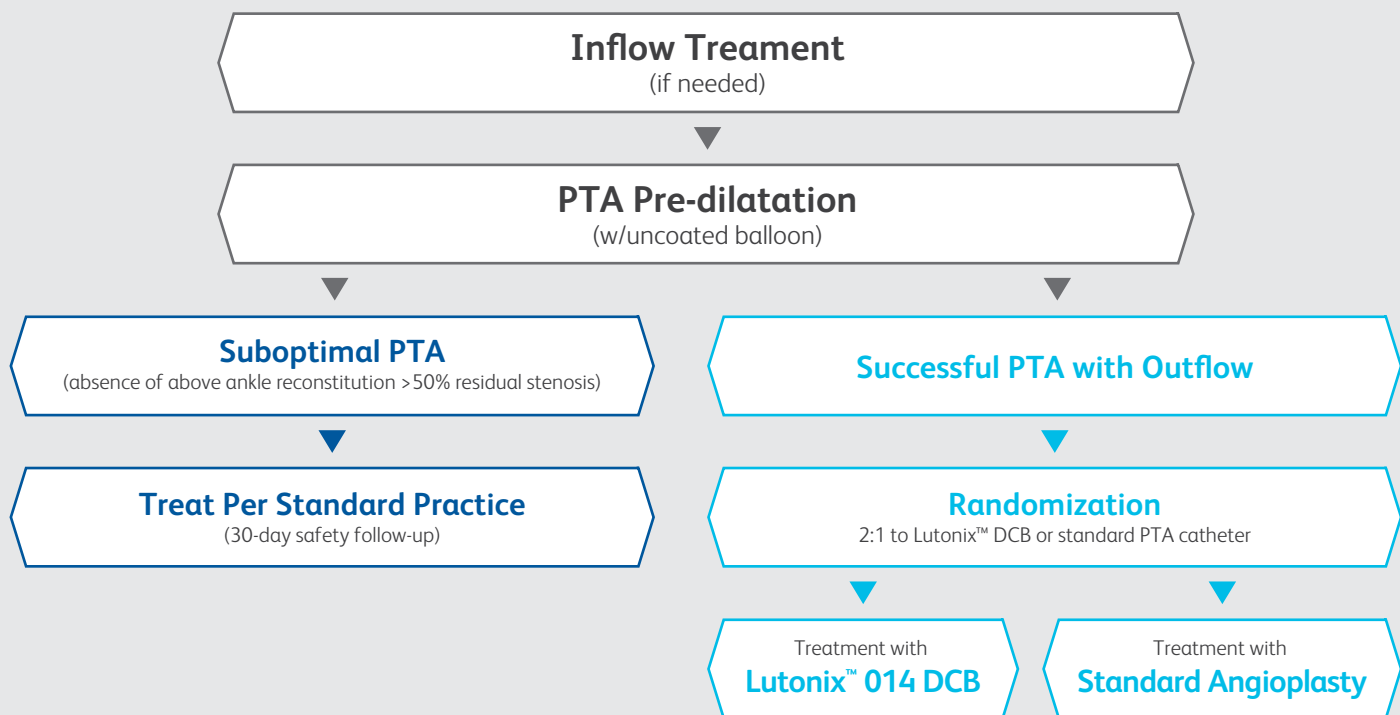 Inflow Treament
(if needed)
PTA Pre-dilatation
(w/uncoated balloon)
Suboptimal PTA
(absence of above ankle reconstitution >50% residual stenosis)
Successful PTA with Outflow
Treat Per Standard Practice
(30-day safety follow-up)
Randomization
2:1 to Lutonix™ DCB or standard PTA catheter
Treatment with
Lutonix™ 014 DCB
Treatment with
Standard Angioplasty